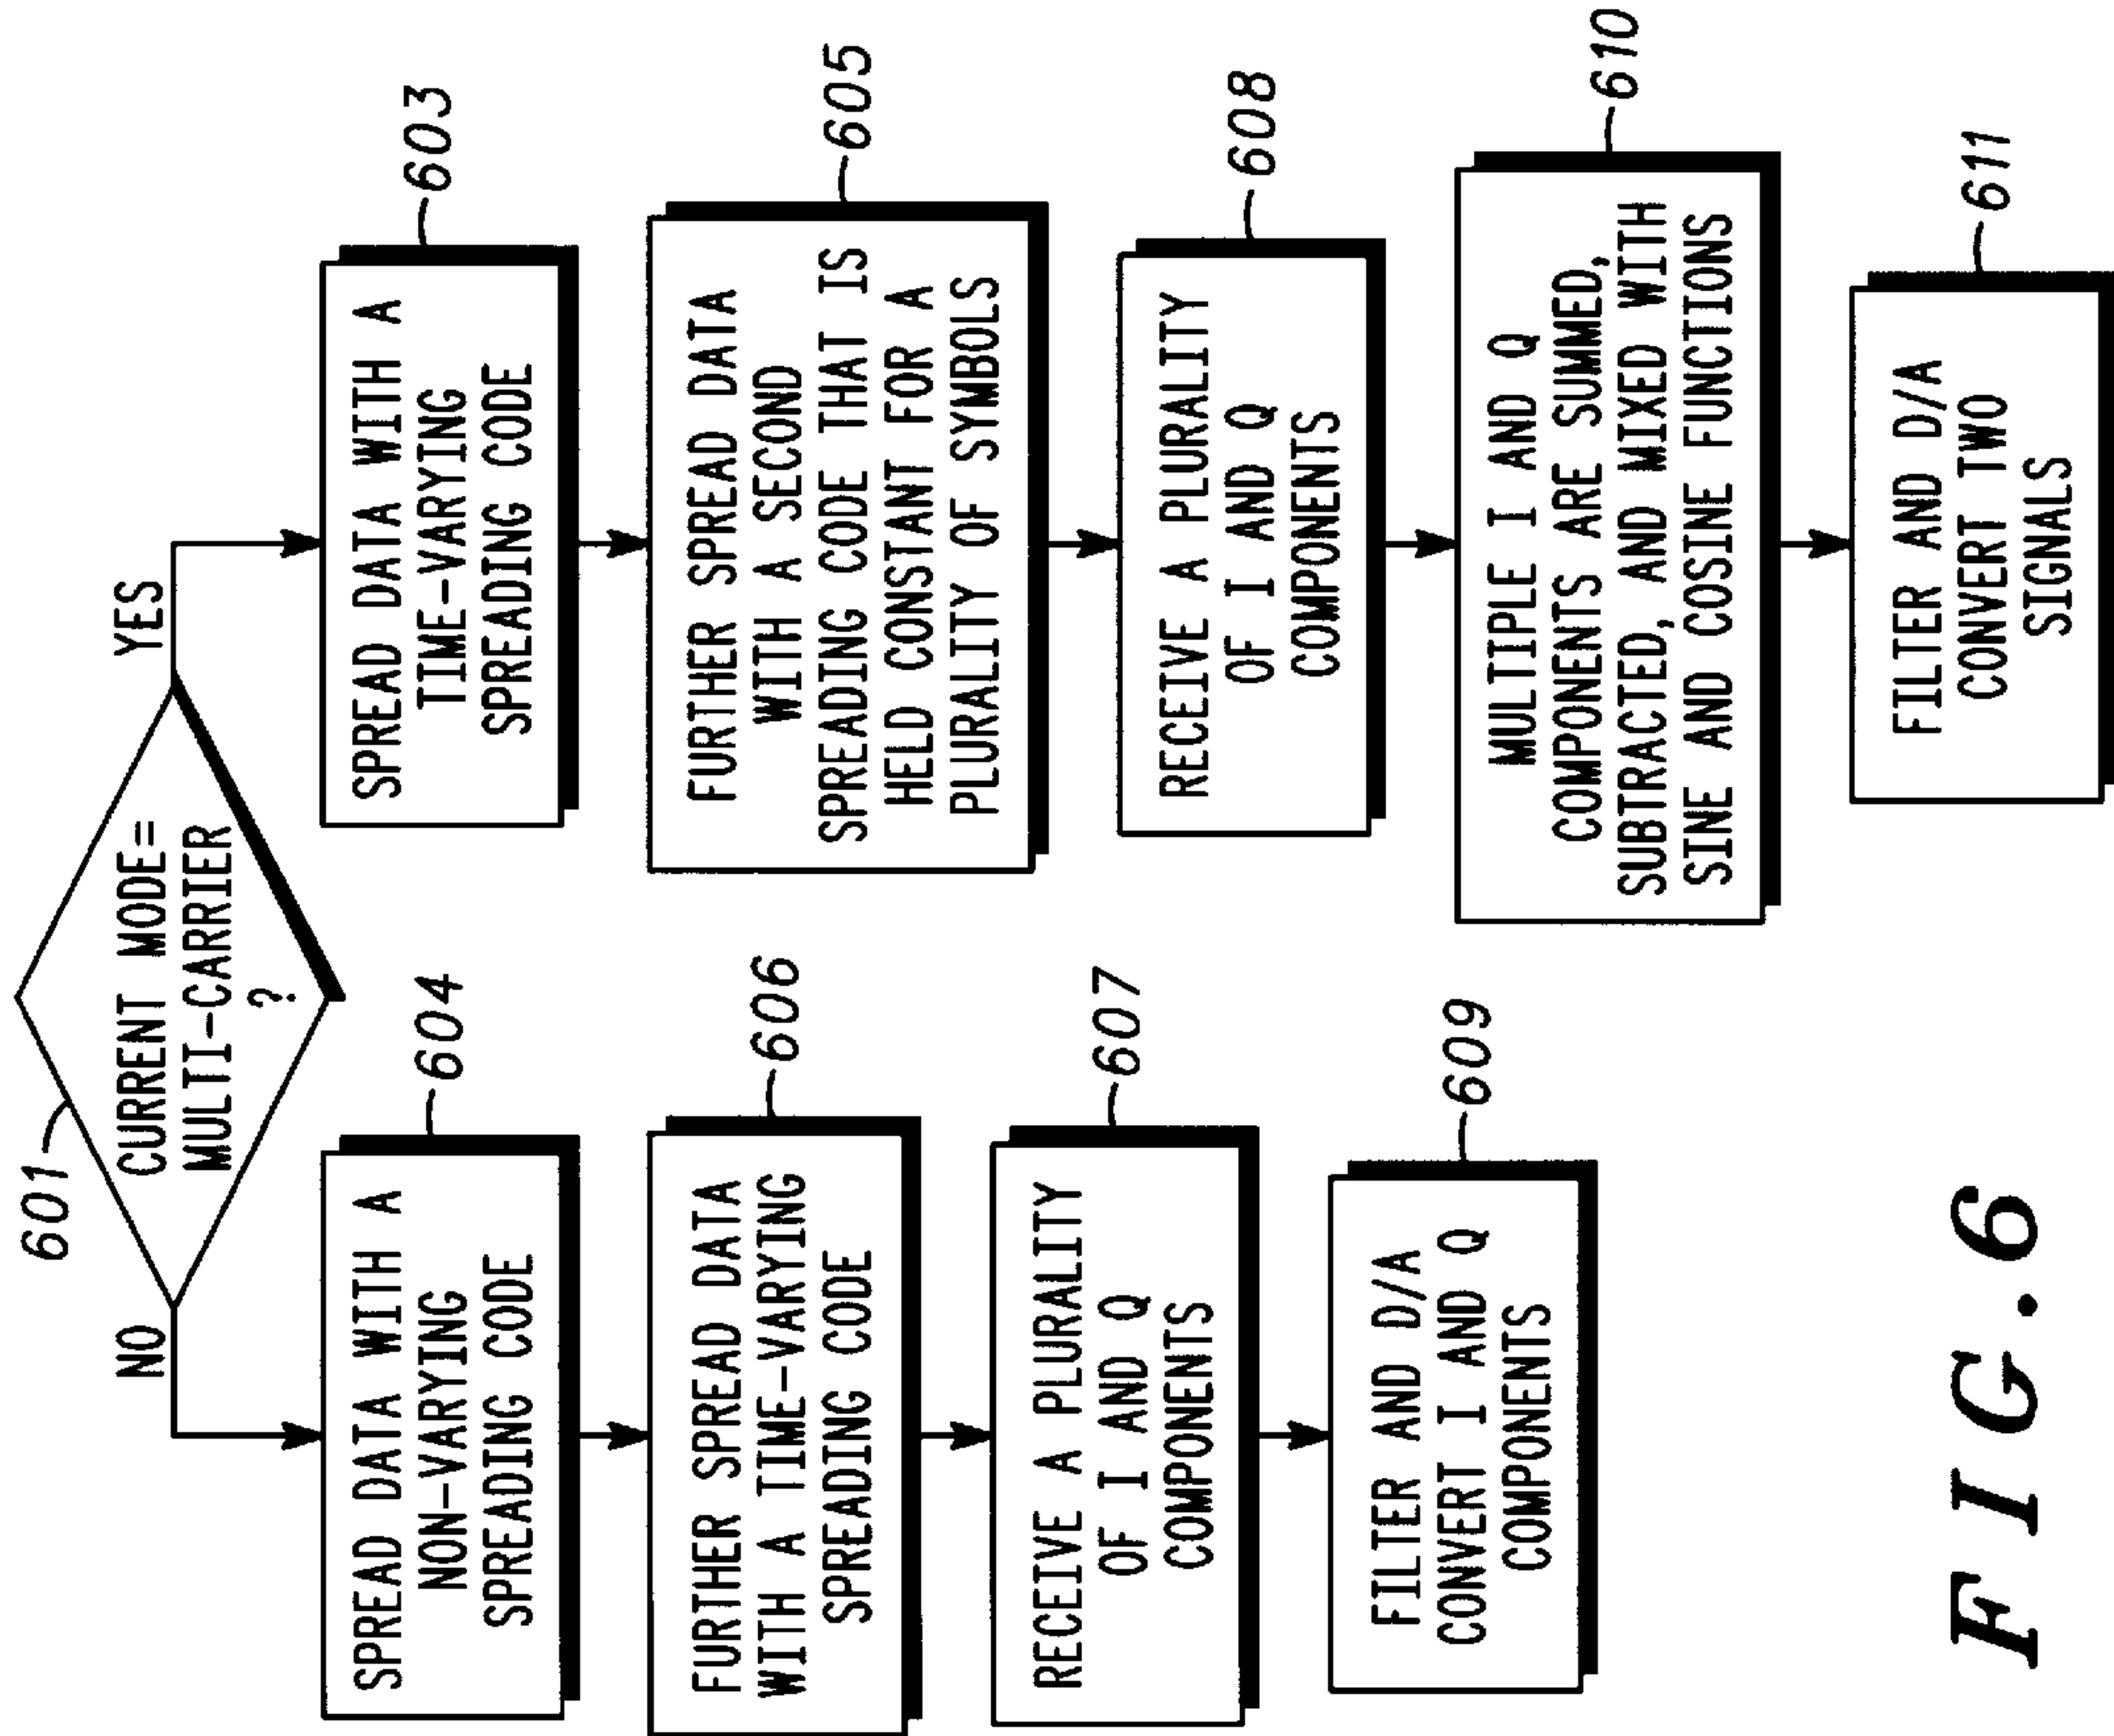 601
CURRENT MODE=
MULTI-CARRIER
?
NO
YES
604
SPREAD DATA WITH A
NON-VARYING
SPREADING CODE
606
FURTHER SPREAD DATA
WITH A TIME-VARYING
SPREADING CODE
607
RECEIVE A PLURALITY
OF I AND Q
COMPONENTS
609
FILTER AND D/A
CONVERT I AND Q
COMPONENTS
603
SPREAD DATA WITH A
TIME-VARYING
SPREADING CODE
605
FURTHER SPREAD DATA
WITH A SECOND
SPREADING CODE THAT IS
HELD CONSTANT FOR A
PLURALITY OF SYMBOLS
608
RECEIVE A PLURALITY
OF I AND Q
COMPONENTS
610
MULTIPLE I AND Q
COMPONENTS ARE SUMMED,
SUBTRACTED, AND MIXED WITH
SINE AND COSINE FUNCTIONS
611
FILTER AND D/A
CONVERT TWO
SIGNALS
FIG. 6